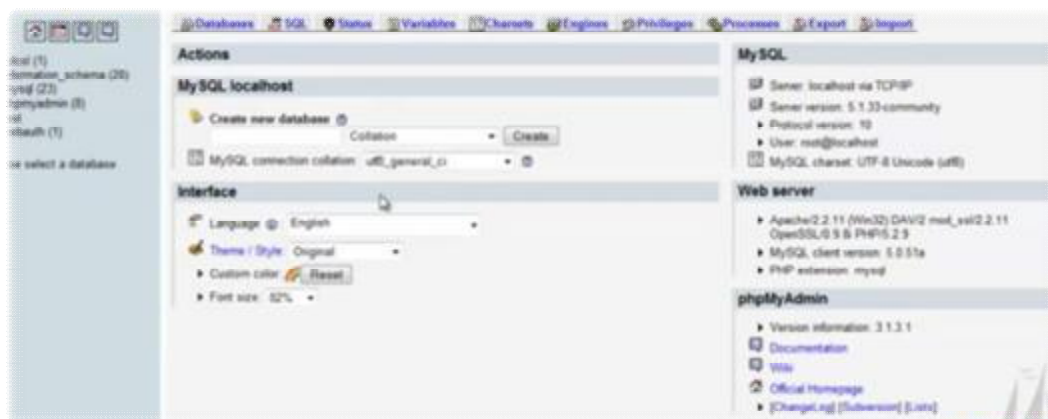 Databases SQL Status Variables Charsets Engines Privileges Processes Export Import
(1)
information_schema (28)
mysql (23)
phpmyadmin (8)
(1)
select a database
Actions
MySQL localhost
Create new database
Collation Create
MySQL connection collation: utf8_general_ci
Interface
Language English
Theme / Style: Original
Custom color: Reset
Font size: 82%
MySQL
Server: localhost via TCP/IP
Server version: 5.1.33-community
Protocol version: 10
User: root@localhost
MySQL charset: UTF-8 Unicode (utf8)
Web server
Apache/2.2.11 (Win32) DAV/2 mod_ssl/2.2.11
OpenSSL/0.9.8i PHP/5.2.9
MySQL client version: 5.0.51a
PHP extension: mysql
phpMyAdmin
Version information: 3.1.3.1
Documentation
Wiki
Official Homepage
[ChangeLog] [Subversion] [Lists]